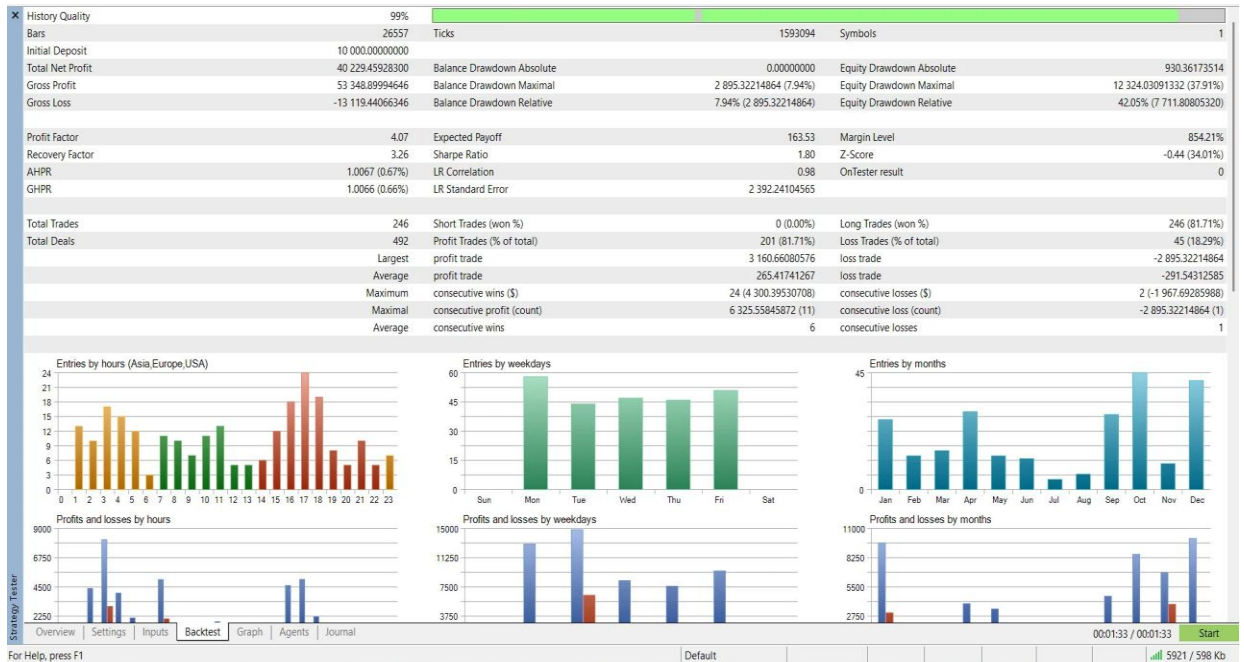 History Quality 99%
Bars 26557 Ticks 1593094 Symbols 1
Initial Deposit 10 000.00000000
Total Net Profit 40 229.45928300 Balance Drawdown Absolute 0.00000000 Equity Drawdown Absolute 930.36173514
Gross Profit 53 348.89994646 Balance Drawdown Maximal 2 895.32214864 (7.94%) Equity Drawdown Maximal 12 324.03091332 (37.91%)
Gross Loss -13 119.44066346 Balance Drawdown Relative 7.94% (2 895.32214864) Equity Drawdown Relative 42.05% (7 711.80805320)
Profit Factor 4.07 Expected Payoff 163.53 Margin Level 854.21%
Recovery Factor 3.26 Sharpe Ratio 1.80 Z-Score -0.44 (34.01%)
AHPR 1.0067 (0.67%) LR Correlation 0.98 OnTester result 0
GHPR 1.0066 (0.66%) LR Standard Error 2 392.24104565
Total Trades 246 Short Trades (won %) 0 (0.00%) Long Trades (won %) 246 (81.71%)
Total Deals 492 Profit Trades (% of total) 201 (81.71%) Loss Trades (% of total) 45 (18.29%)
Largest profit trade 3 160.66080576 loss trade -2 895.32214864
Average profit trade 265.41741267 loss trade -291.54312585
Maximum consecutive wins ($) 24 (4 300.39530708) consecutive losses ($) 2 (-1 967.69285988)
Maximal consecutive profit (count) 6 325.55845872 (11) consecutive loss (count) -2 895.32214864 (1)
Average consecutive wins 6 consecutive losses 1
Entries by hours (Asia,Europe,USA)
24
21
18
15
12
9
6
3
0
0 1 2 3 4 5 6 7 8 9 10 11 12 13 14 15 16 17 18 19 20 21 22 23
Entries by weekdays
60
45
30
15
0
Sun Mon Tue Wed Thu Fri Sat
Entries by months
45
0
Jan Feb Mar Apr May Jun Jul Aug Sep Oct Nov Dec
Profits and losses by hours
9000
6750
4500
2250
Profits and losses by weekdays
15000
11250
7500
3750
Profits and losses by months
11000
8250
5500
2750
Strategy Tester
Overview Settings Inputs Backtest Graph Agents Journal 00:01:33 / 00:01:33 Start
For Help, press F1 Default 5921 / 598 Kb